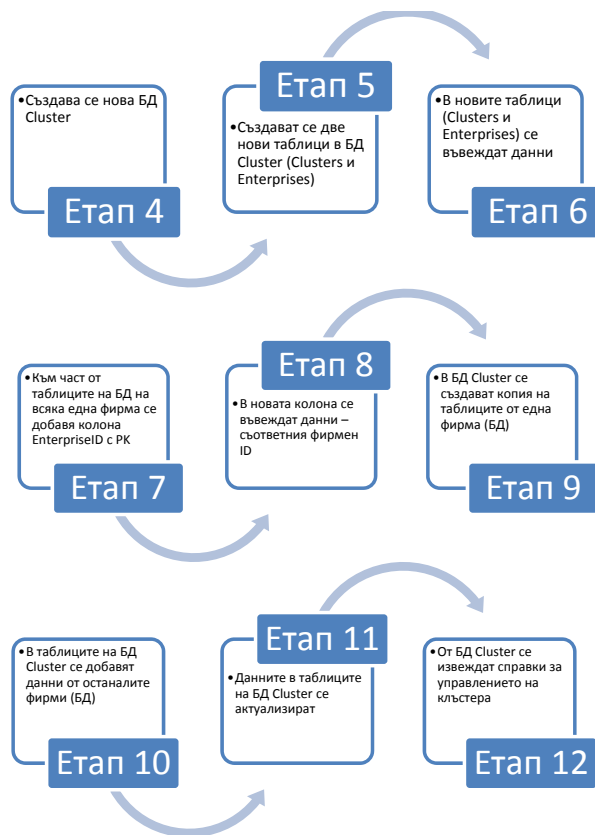 •Създава се нова БД
Cluster
Етап 4
Етап 5
•Създават се две
нови таблици в БД
Cluster (Clusters и
Enterprises)
•В новите таблици
(Clusters и
Enterprises) се
въвеждат данни
Етап 6
•Към част от
таблиците на БД на
всяка една фирма се
добавя колона
EnterpriseID с PK
Етап 7
Етап 8
•В новата колона се
въвеждат данни –
съответния фирмен
ID
•В БД Cluster се
създават копия на
таблиците от една
фирма (БД)
Етап 9
•В таблиците на БД
Cluster се добавят
данни от останалите
фирми (БД)
Етап 10
Етап 11
•Данните в таблиците
на БД Cluster се
актуализират
•От БД Cluster се
извеждат справки за
управлението на
клъстера
Етап 12